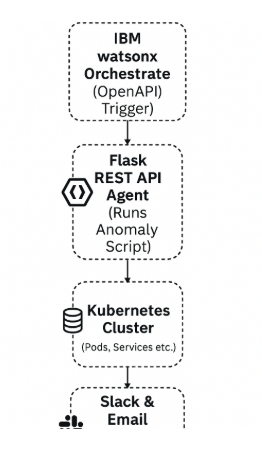 IBM
watsonx
Orchestrate
(OpenAPI)
Trigger)
Flask
REST API
Agent
(Runs
Anomaly
Script)
Kubernetes
Cluster
(Pods, Services etc.)
Slack &
Email